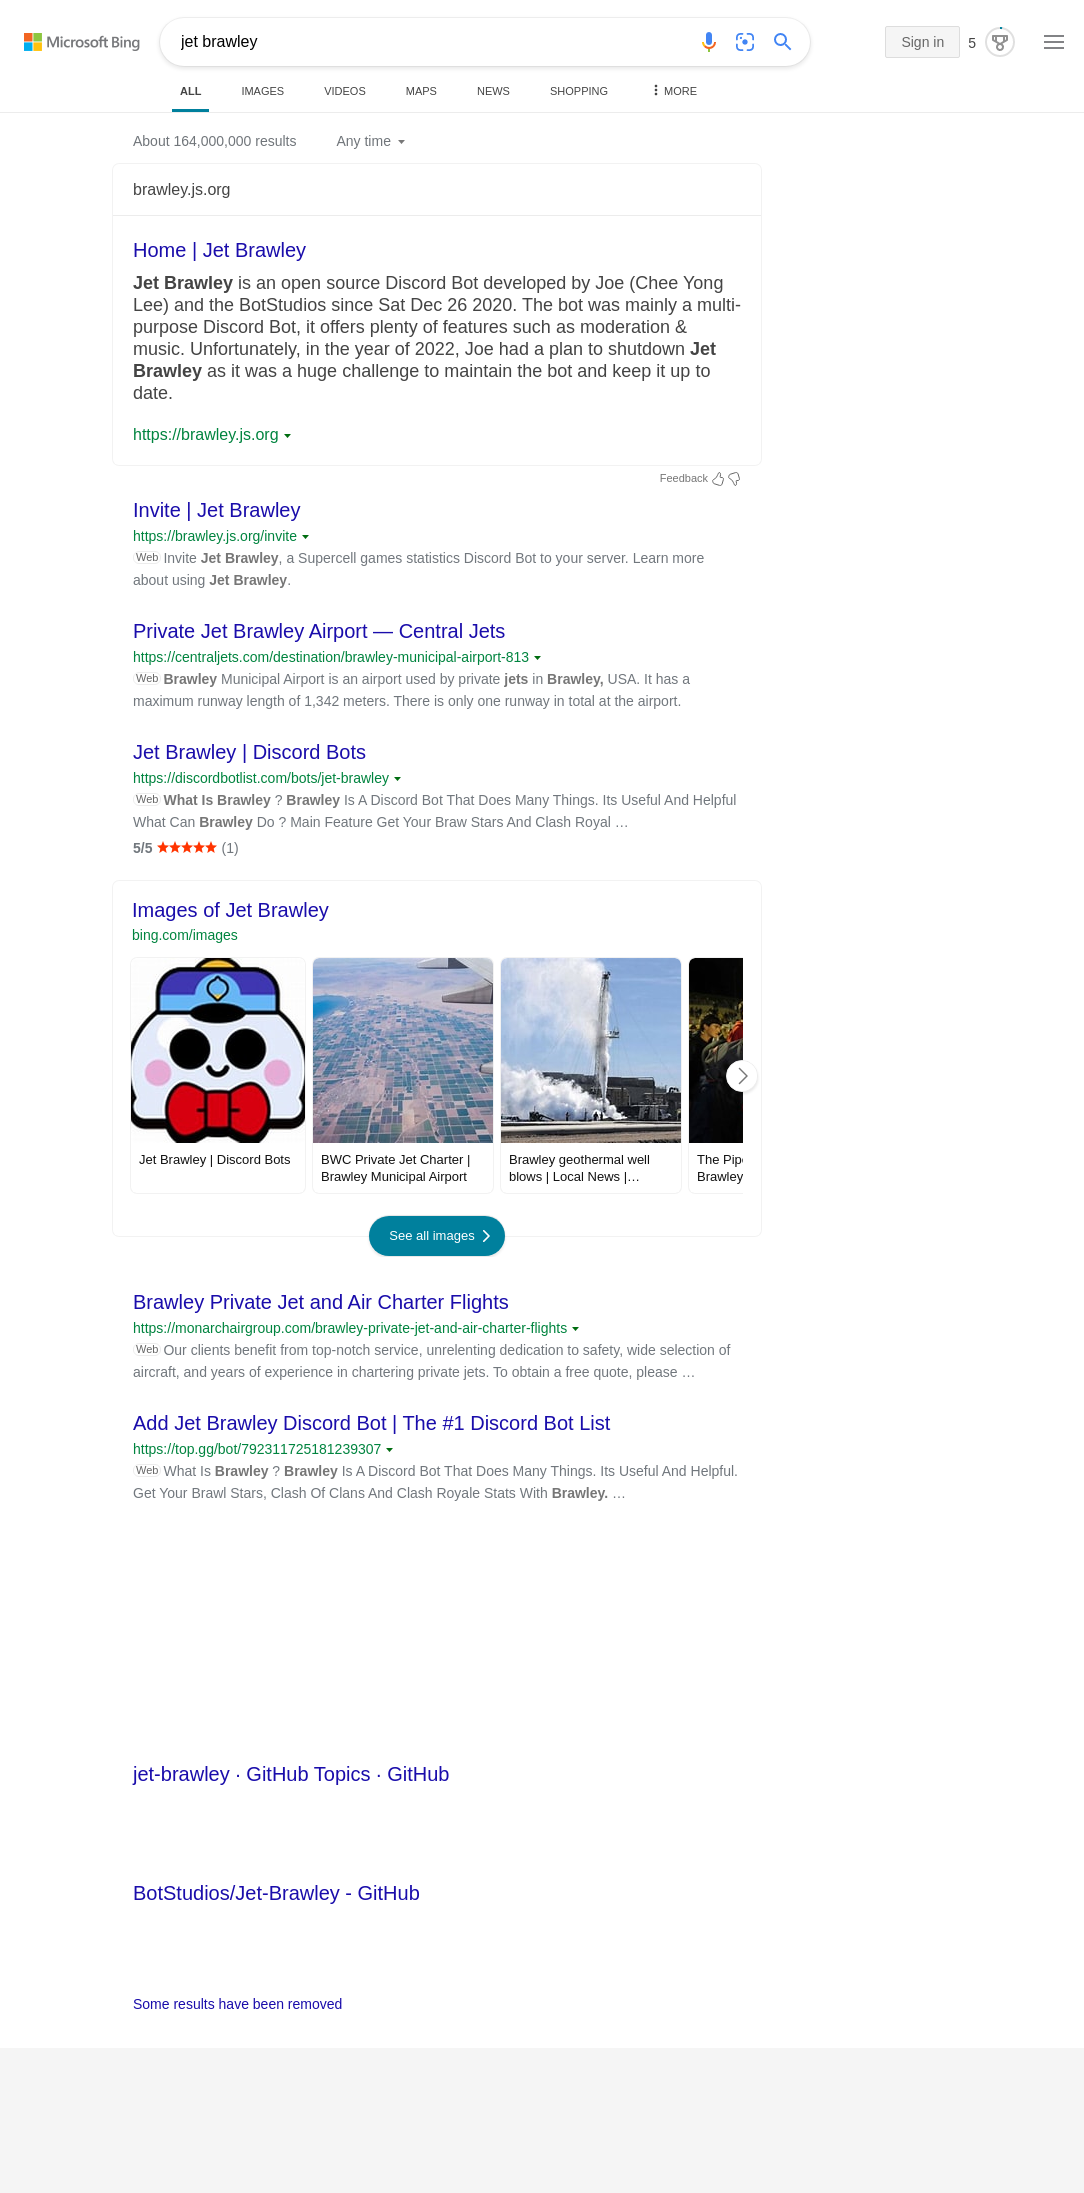 Microsoft Bing
jet brawley
Sign in
5
ALL
IMAGES
VIDEOS
MAPS
NEWS
SHOPPING
MORE
About 164,000,000 results
Any time
brawley.js.org
Home | Jet Brawley
Jet Brawley is an open source Discord Bot developed by Joe (Chee Yong
Lee) and the BotStudios since Sat Dec 26 2020. The bot was mainly a multi-
purpose Discord Bot, it offers plenty of features such as moderation &
music. Unfortunately, in the year of 2022, Joe had a plan to shutdown Jet
Brawley as it was a huge challenge to maintain the bot and keep it up to
date.
https://brawley.js.org
Feedback
Invite | Jet Brawley
https://brawley.js.org/invite
Web Invite Jet Brawley, a Supercell games statistics Discord Bot to your server. Learn more
about using Jet Brawley.
Private Jet Brawley Airport — Central Jets
https://centraljets.com/destination/brawley-municipal-airport-813
Web Brawley Municipal Airport is an airport used by private jets in Brawley, USA. It has a
maximum runway length of 1,342 meters. There is only one runway in total at the airport.
Jet Brawley | Discord Bots
https://discordbotlist.com/bots/jet-brawley
Web What Is Brawley ? Brawley Is A Discord Bot That Does Many Things. Its Useful And Helpful
What Can Brawley Do ? Main Feature Get Your Braw Stars And Clash Royal …
5/5 ★★★★★ (1)
Images of Jet Brawley
bing.com/images
Jet Brawley | Discord Bots
BWC Private Jet Charter |
Brawley Municipal Airport
Brawley geothermal well
blows | Local News |…
The Pip
Brawley
See all images
Brawley Private Jet and Air Charter Flights
https://monarchairgroup.com/brawley-private-jet-and-air-charter-flights
Web Our clients benefit from top-notch service, unrelenting dedication to safety, wide selection of
aircraft, and years of experience in chartering private jets. To obtain a free quote, please …
Add Jet Brawley Discord Bot | The #1 Discord Bot List
https://top.gg/bot/792311725181239307
Web What Is Brawley ? Brawley Is A Discord Bot That Does Many Things. Its Useful And Helpful.
Get Your Brawl Stars, Clash Of Clans And Clash Royale Stats With Brawley. …
jet-brawley · GitHub Topics · GitHub
BotStudios/Jet-Brawley - GitHub
Some results have been removed